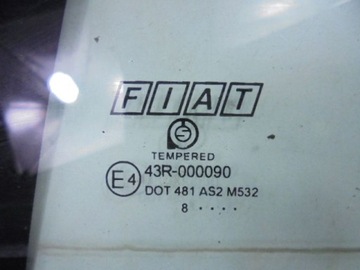 FIAT
TEMPERED
E4 43R-000090
DOT 481 AS2 M532
8 ....